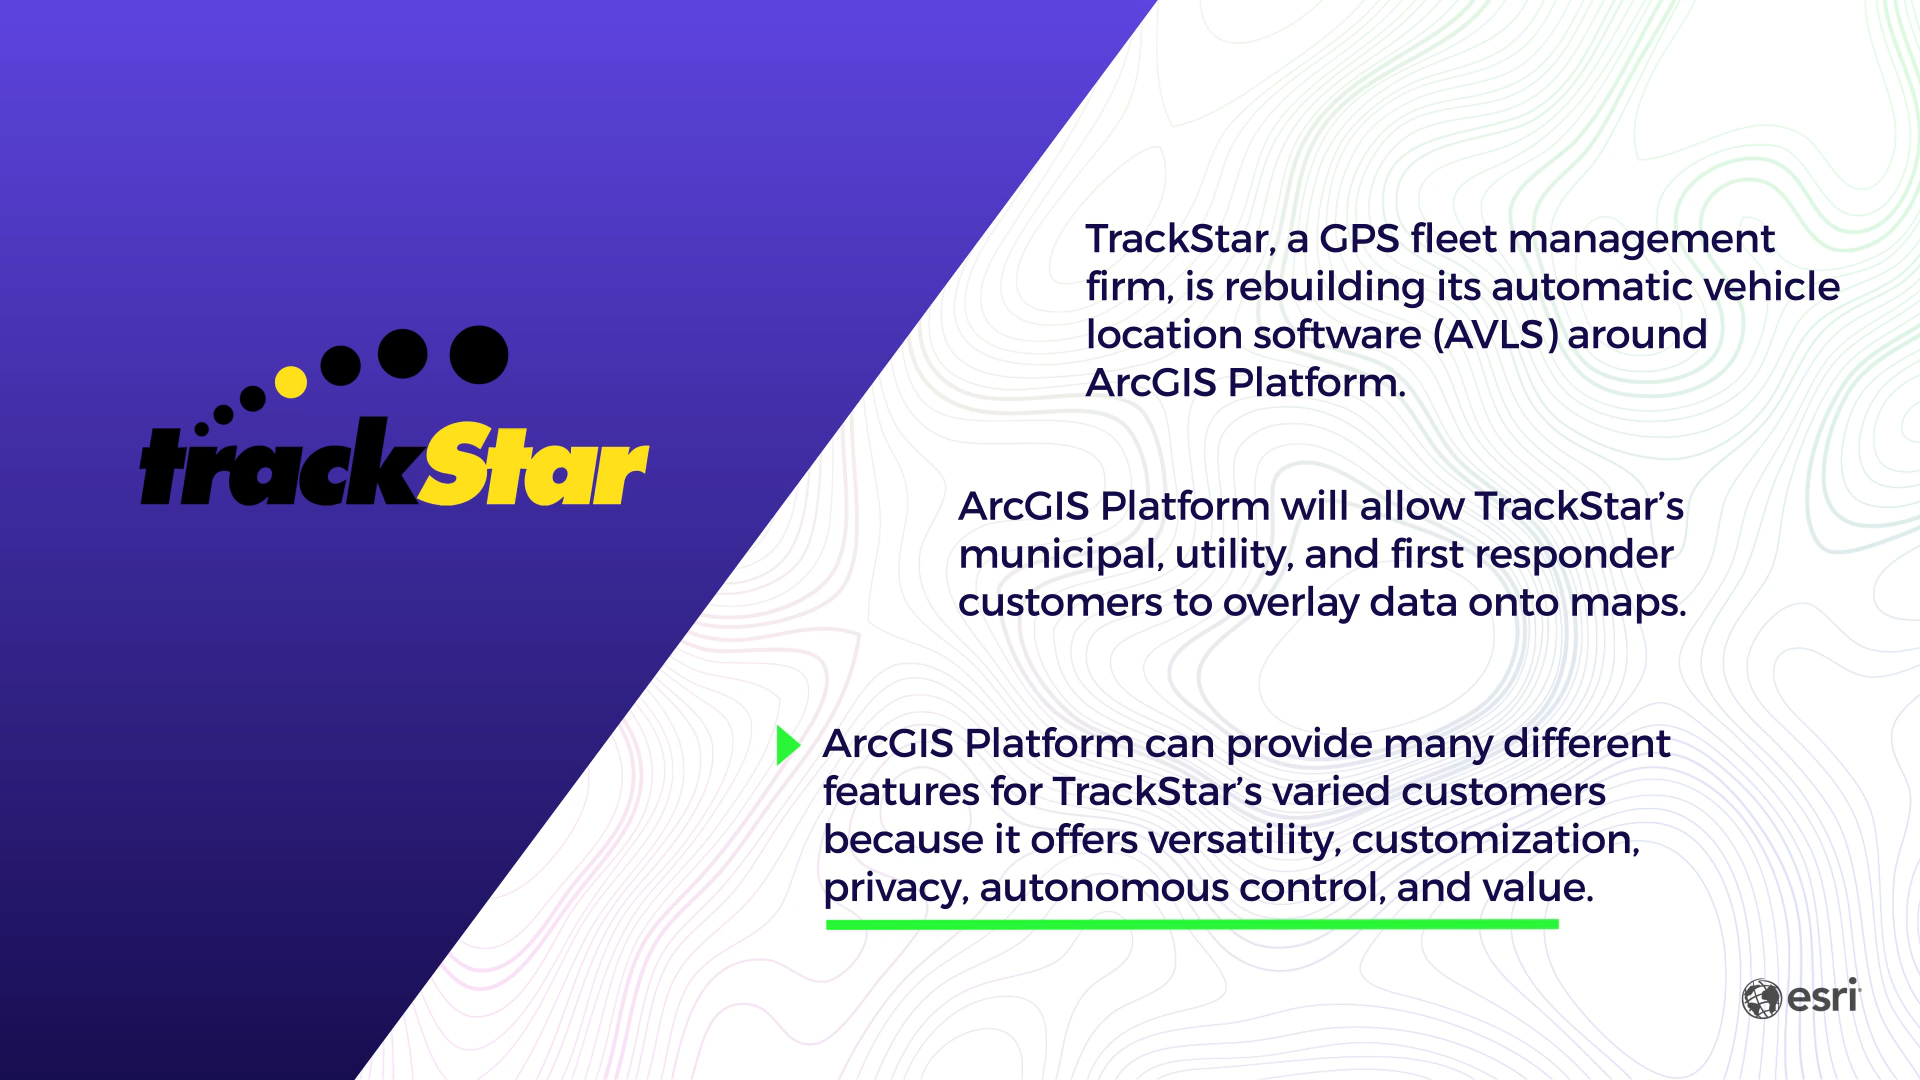 trackStar
TrackStar, a GPS fleet management
firm, is rebuilding its automatic vehicle
location software (AVLS) around
ArcGIS Platform.
ArcGIS Platform will allow TrackStar’s
municipal, utility, and first responder
customers to overlay data onto maps.
ArcGIS Platform can provide many different
features for TrackStar’s varied customers
because it offers versatility, customization,
privacy, autonomous control, and value.
esri